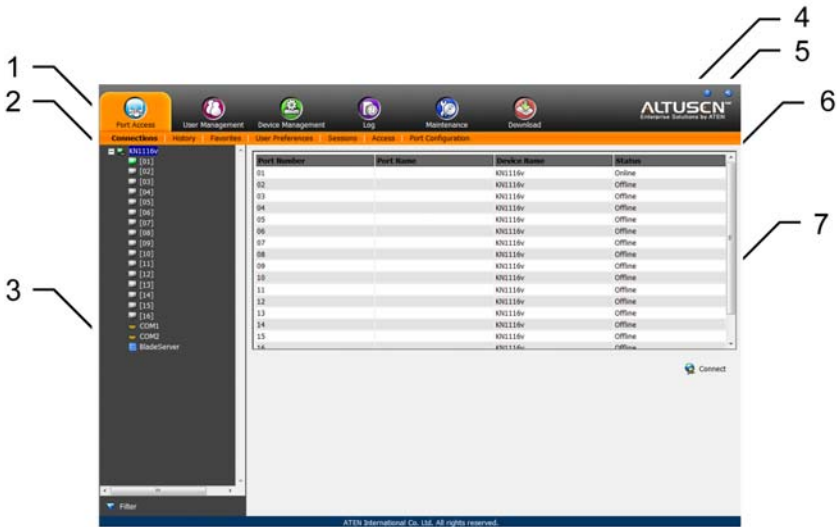 1
2
3
4
5
6
7
Port Access User Management Device Management Log Maintenance Download
ALTUSCN™
Enterprise Solutions by ATEN
Connections History Favorites User Preferences Sessions Access Port Configuration
KN1116v
[01]
[02]
[03]
[04]
[05]
[06]
[07]
[08]
[09]
[10]
[11]
[12]
[13]
[14]
[15]
[16]
COM1
COM2
BladeServer
Filter
Port Number Port Name Device Name Status
01 KN1116v Online
02 KN1116v Offline
03 KN1116v Offline
04 KN1116v Offline
05 KN1116v Offline
06 KN1116v Offline
07 KN1116v Offline
08 KN1116v Offline
09 KN1116v Offline
10 KN1116v Offline
11 KN1116v Offline
12 KN1116v Offline
13 KN1116v Offline
14 KN1116v Offline
15 KN1116v Offline
16 KN1116v Offline
Connect
ATEN International Co. Ltd. All rights reserved.